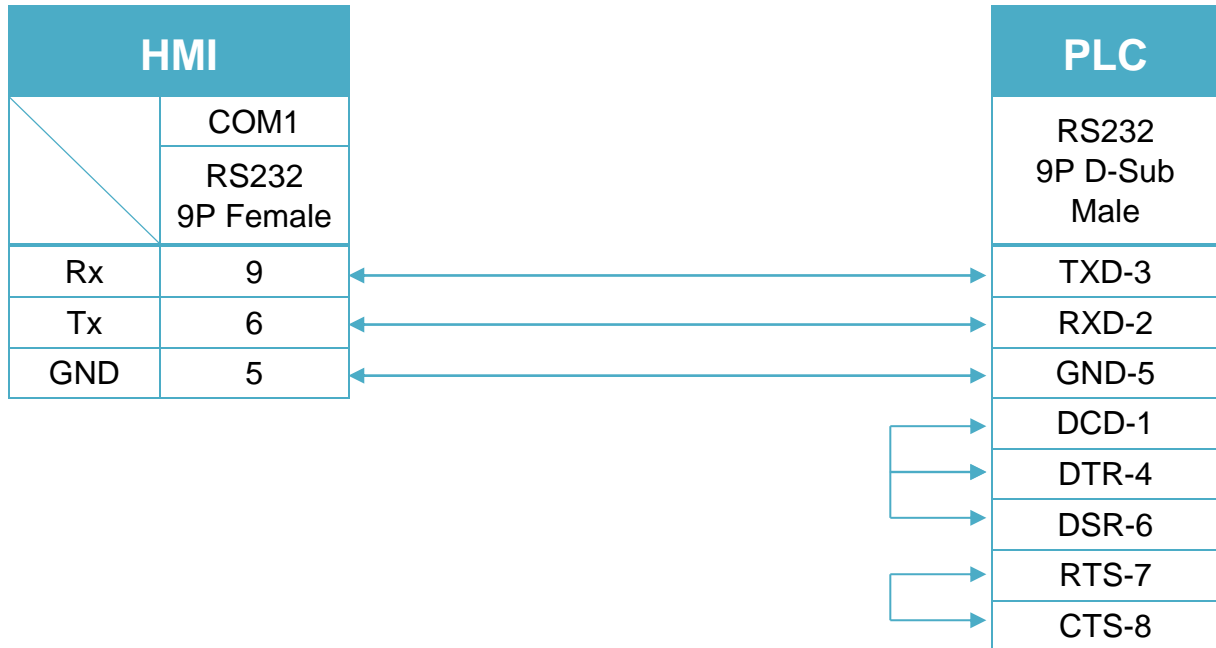 HMI
PLC
COM1
RS232
9P Female
RS232
9P D-Sub
Male
Rx 9 TXD-3
Tx 6 RXD-2
GND 5 GND-5
DCD-1
DTR-4
DSR-6
RTS-7
CTS-8